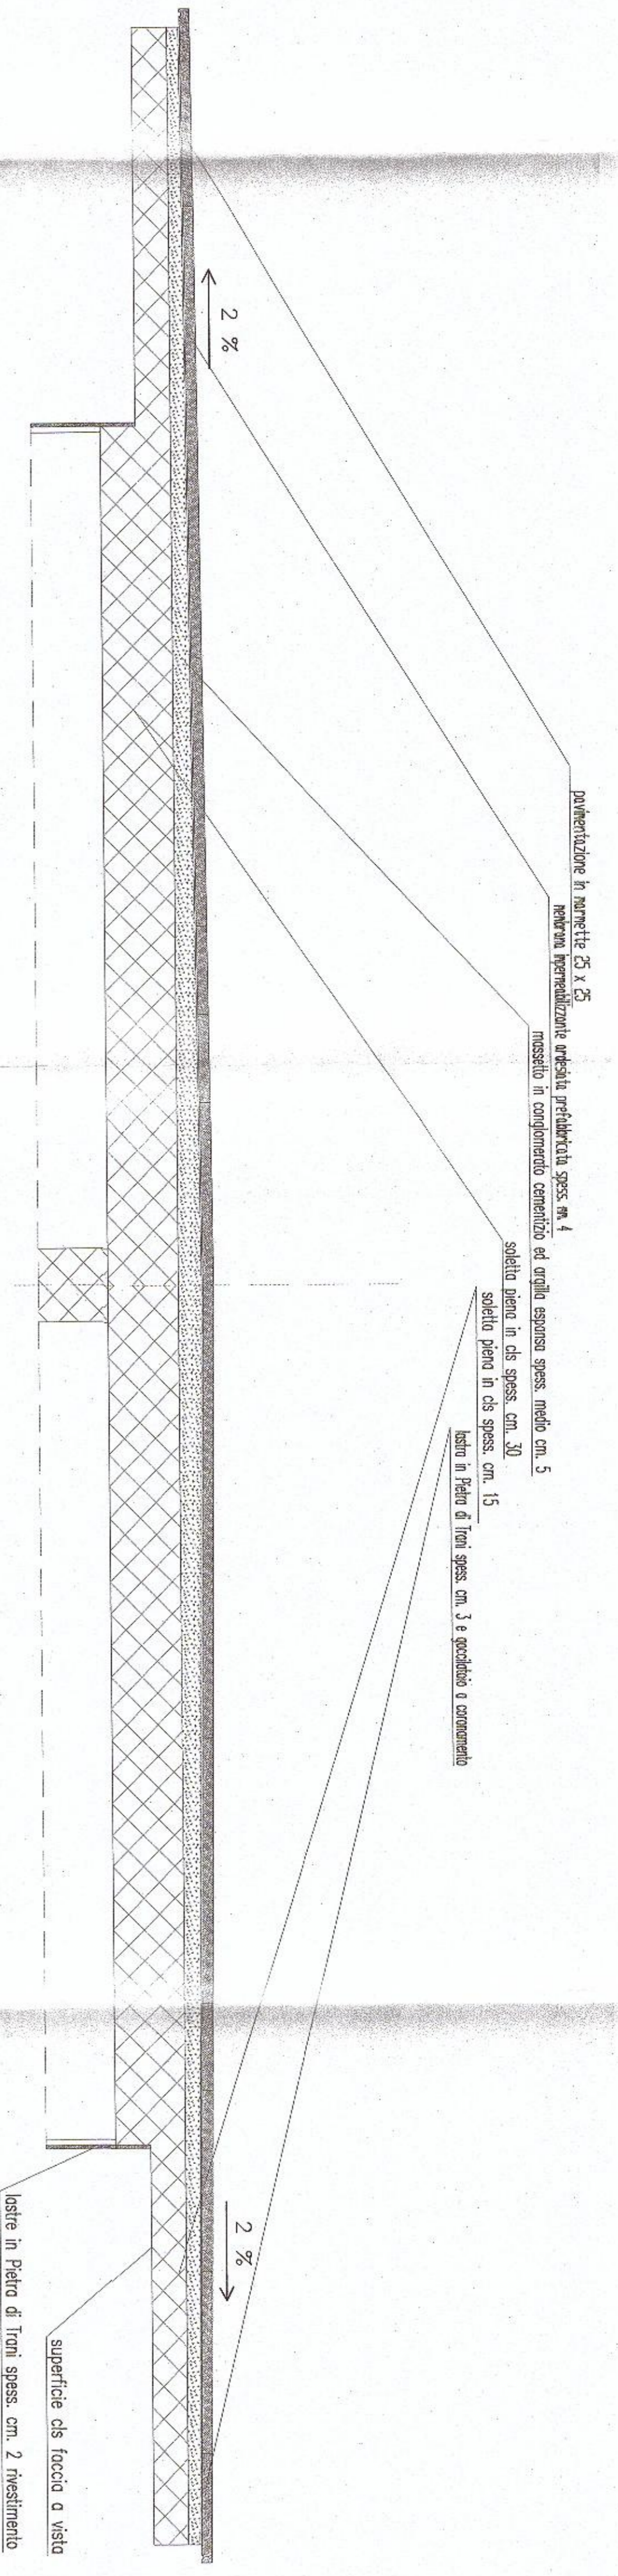 pavimentazione in marmette 25 x 25
membrana impermeabilizzante ardesiata prefabbricata spess. mm. 4
massetto in conglomerato cementizio ed argilla espansa spess. medio cm. 5
soletta piena in cls spess. cm. 30
soletta piena in cls spess. cm. 15
lastra in Pietra di Trani spess. cm. 3 e gocciolatoio a coronamento
2 %
2 %
superficie cls faccia a vista
lastre in Pietra di Trani spess. cm. 2 rivestimento